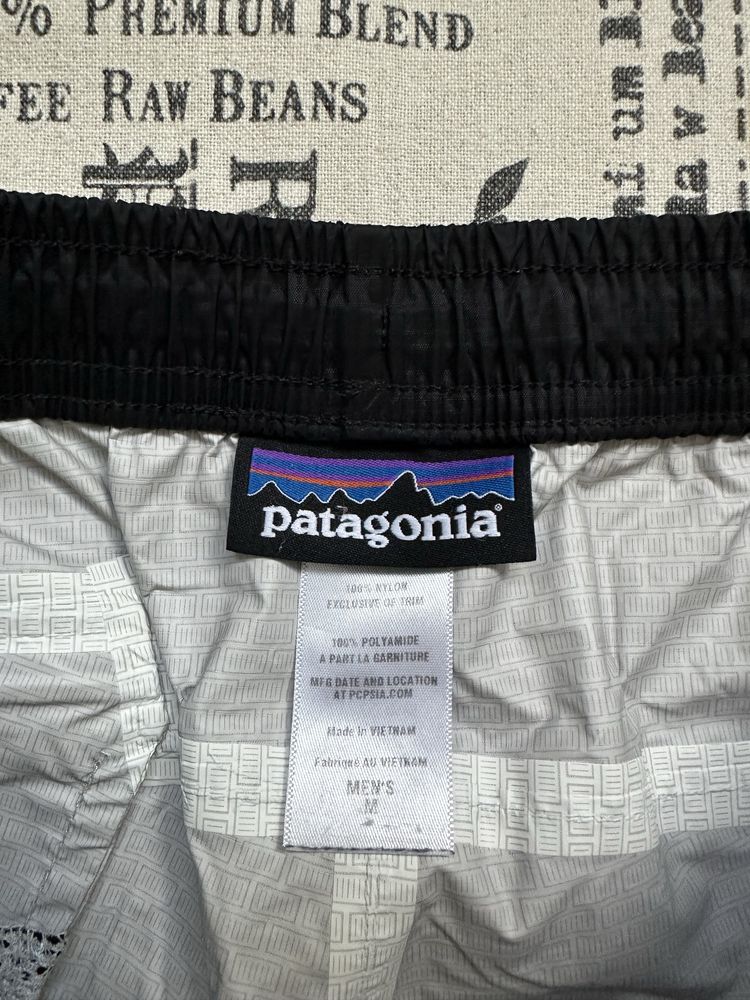 % PREMIUM BLEND
FEE RAW BEANS
patagonia®
100% NYLON
EXCLUSIVE OF TRIM
100% POLYAMIDE
A PART LA GARNITURE
MFG DATE AND LOCATION
AT PCPSIA.COM
Made in VIETNAM
Fabriqué AU VIETNAM
MEN'S
M